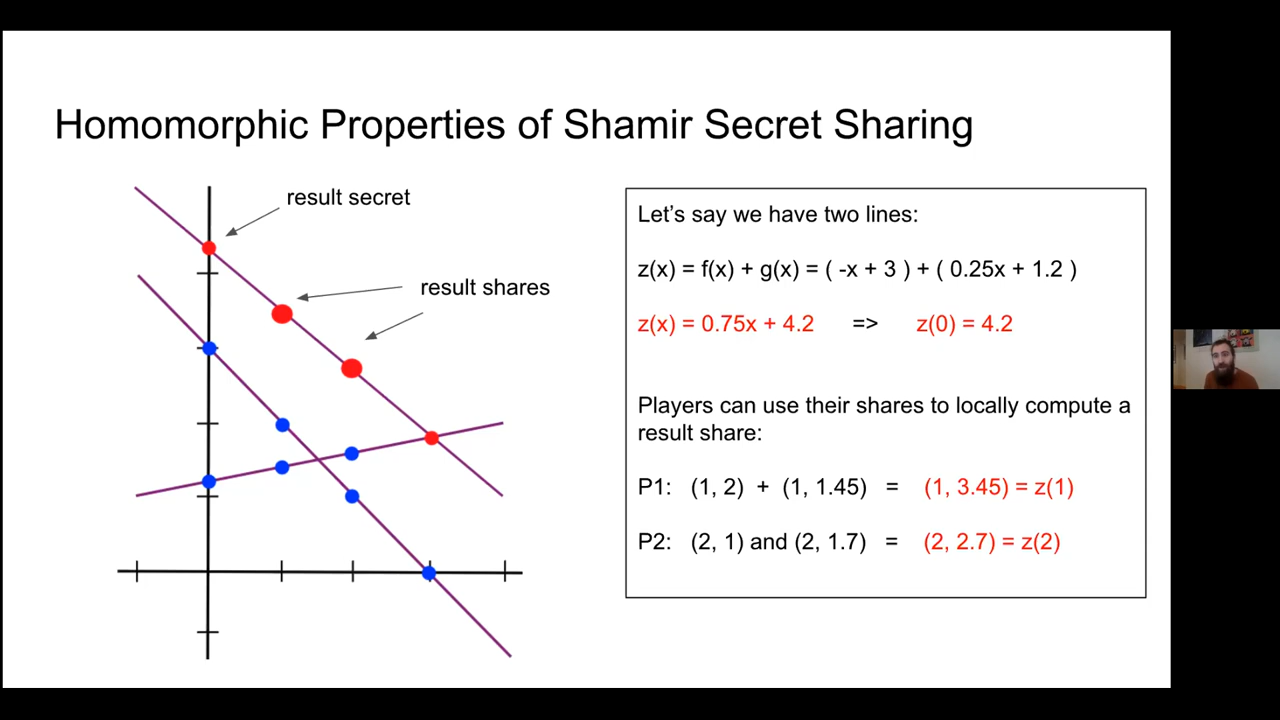 Homomorphic Properties of Shamir Secret Sharing
result secret
result shares
Let's say we have two lines:
z(x) = f(x) + g(x) = ( -x + 3 ) + ( 0.25x + 1.2 )
z(x) = 0.75x + 4.2 => z(0) = 4.2
Players can use their shares to locally compute a
result share:
P1: (1, 2) + (1, 1.45) = (1, 3.45) = z(1)
P2: (2, 1) and (2, 1.7) = (2, 2.7) = z(2)